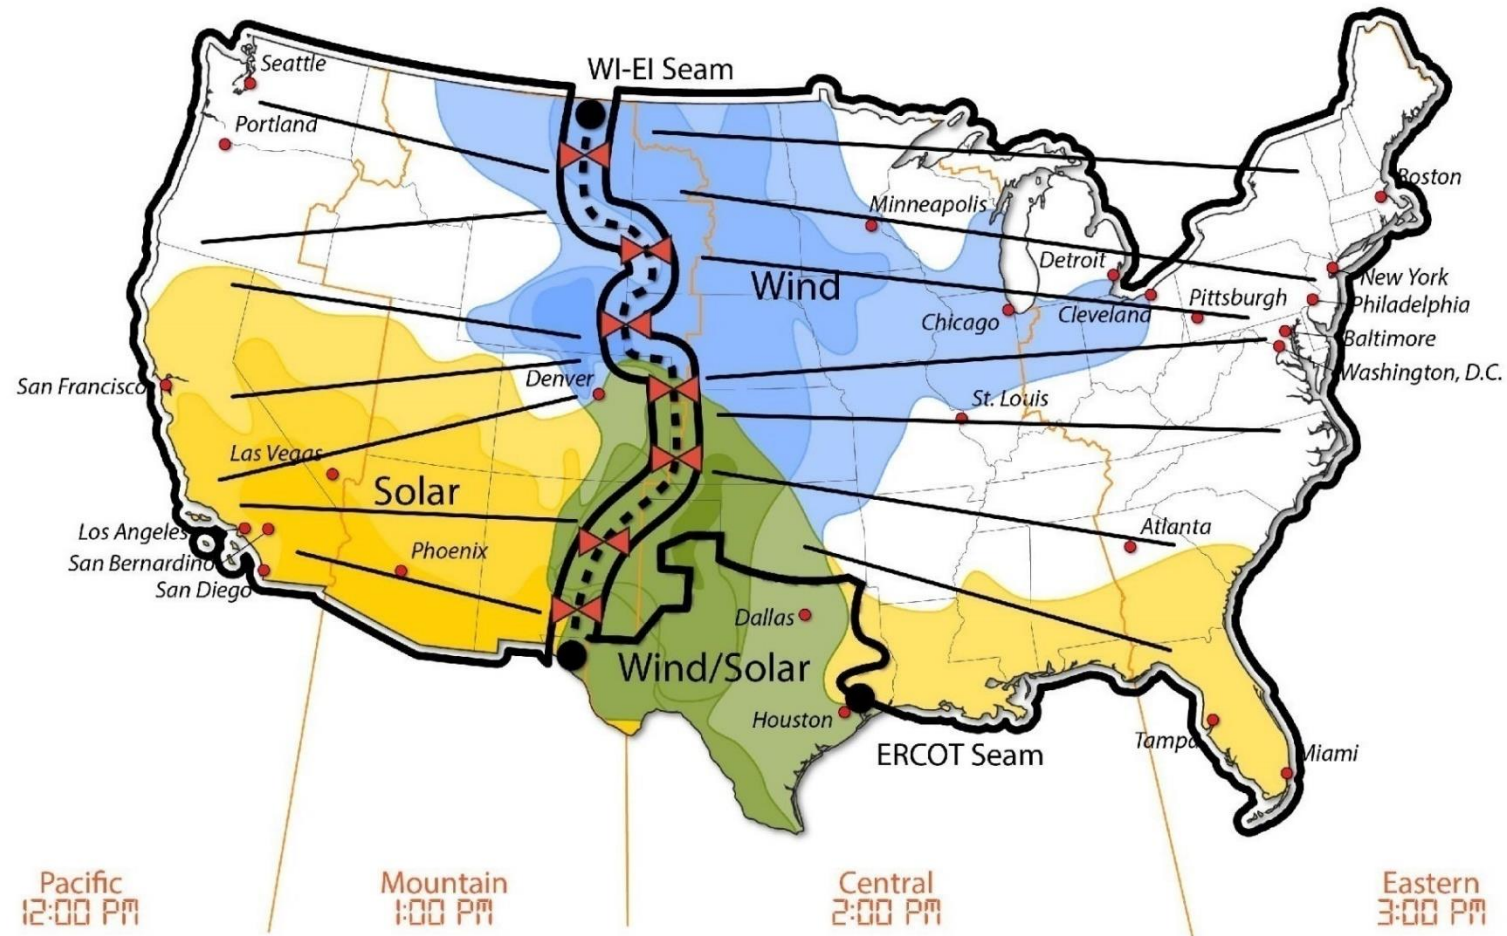 WI-EI Seam
Seattle
Portland
Boston
Minneapolis
Detroit
New York
Wind
Pittsburgh
Philadelphia
Chicago
Cleveland
Baltimore
San Francisco
Denver
Washington, D.C.
St. Louis
Las Vegas
Solar
Los Angeles
Atlanta
San Bernardino
Phoenix
San Diego
Dallas
Wind/Solar
Houston
Tampa
Miami
ERCOT Seam
Pacific
12:00 PM
Mountain
1:00 PM
Central
2:00 PM
Eastern
3:00 PM